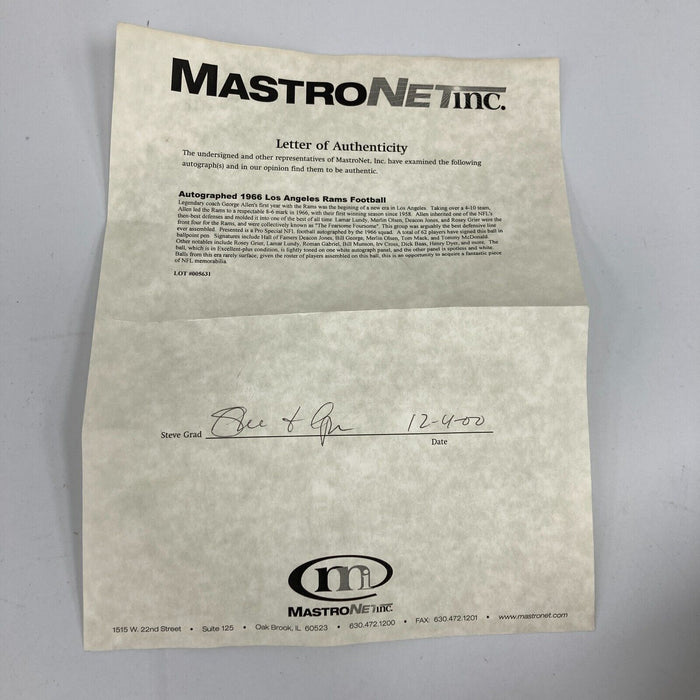 MASTRONETinc.
Letter of Authenticity
The undersigned and other representatives of MastroNet, Inc. have examined the following
autograph(s) and in our opinion find them to be authentic.
Autographed 1966 Los Angeles Rams Football
Legendary coach George Allen's first year with the Rams was the begining of a new era in Los Angeles. Taking over a 4-10 team,
Allen led the Rams to a respectable 8-6 mark in 1966, with their first winning season since 1958. Allen inherited one of the NFL's
then-best defenses and molded it into one of the best of all time. Lamar Lundy, Merlin Olsen, Deacon Jones, and Rosey Grier were the
front four for the Rams, and were collectively known as "The Fearsome Foursome". This group was arguably the best defensive line
ever assembled. Presented is a Pro Special NFL football autographed by the 1966 squad. A total of 62 players have signed this ball in
ballpoint pen. Signatures include Hall of Famers Deacon Jones, Bill George, Merlin Olsen, Tom Mack, and Tommy McDonald.
Other notables include Rosey Grier, Lamar Lundy, Roman Gabriel, Bill Munson, Irv Cross, Dick Bass, Henry Dyer, and more. The
ball, which is in Excellent-plus condition, is lightly toned on one white autograph panel, and the other panel is spotless and white.
Balls from this era rarely surface, given the roster of players assembled on this ball, this is an opportunity to acquire a fantastic piece
of NFL memorabilia.
LOT #005631
Steve Grad 12-4-00
Date
mi
MASTRONETinc.
1515 W. 22nd Street • Suite 125 • Oak Brook, IL 60523 • 630.472.1200 • FAX: 630.472.1201 • www.mastronet.com